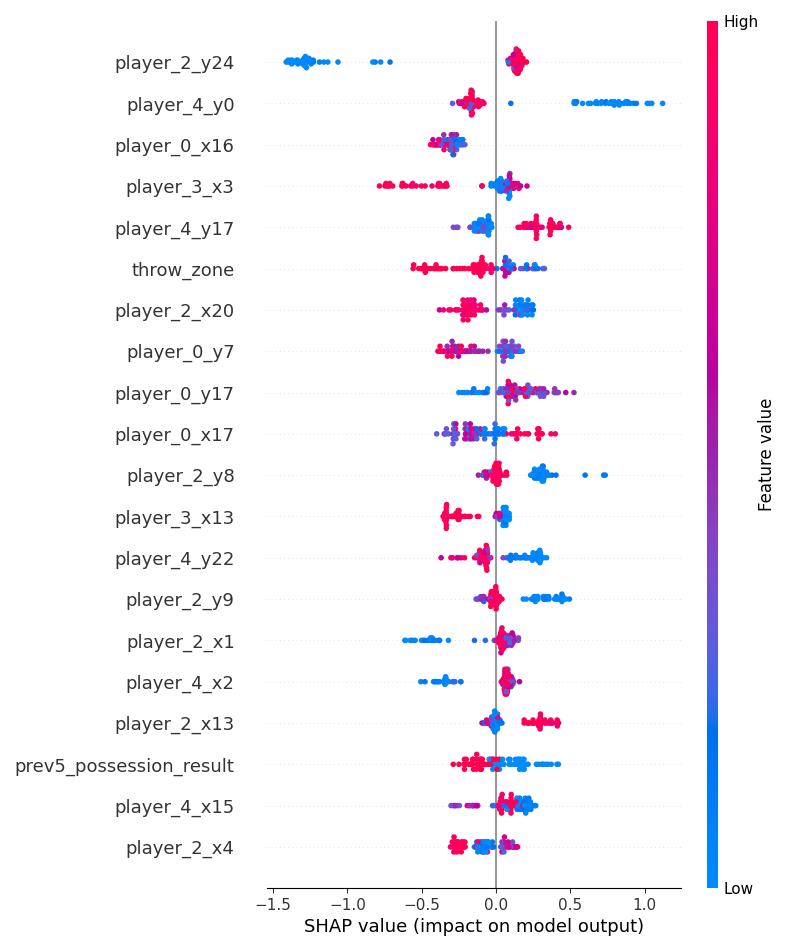 High
player_2_y24
player_4_y0
player_0_x16
player_3_x3
player_4_y17
throw_zone
player_2_x20
player_0_y7
player_0_y17
player_0_x17
player_2_y8
player_3_x13
player_4_y22
player_2_y9
player_2_x1
player_4_x2
player_2_x13
prev5_possession_result
player_4_x15
player_2_x4
Feature value
Low
−1.5 −1.0 −0.5 0.0 0.5 1.0
SHAP value (impact on model output)